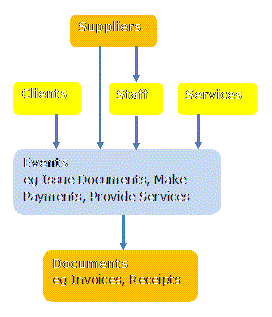 Suppliers
Clients
Staff
Services
Events
eg Issue Documents, Make
Payments, Provide Services
Documents
eg Invoices, Receipts